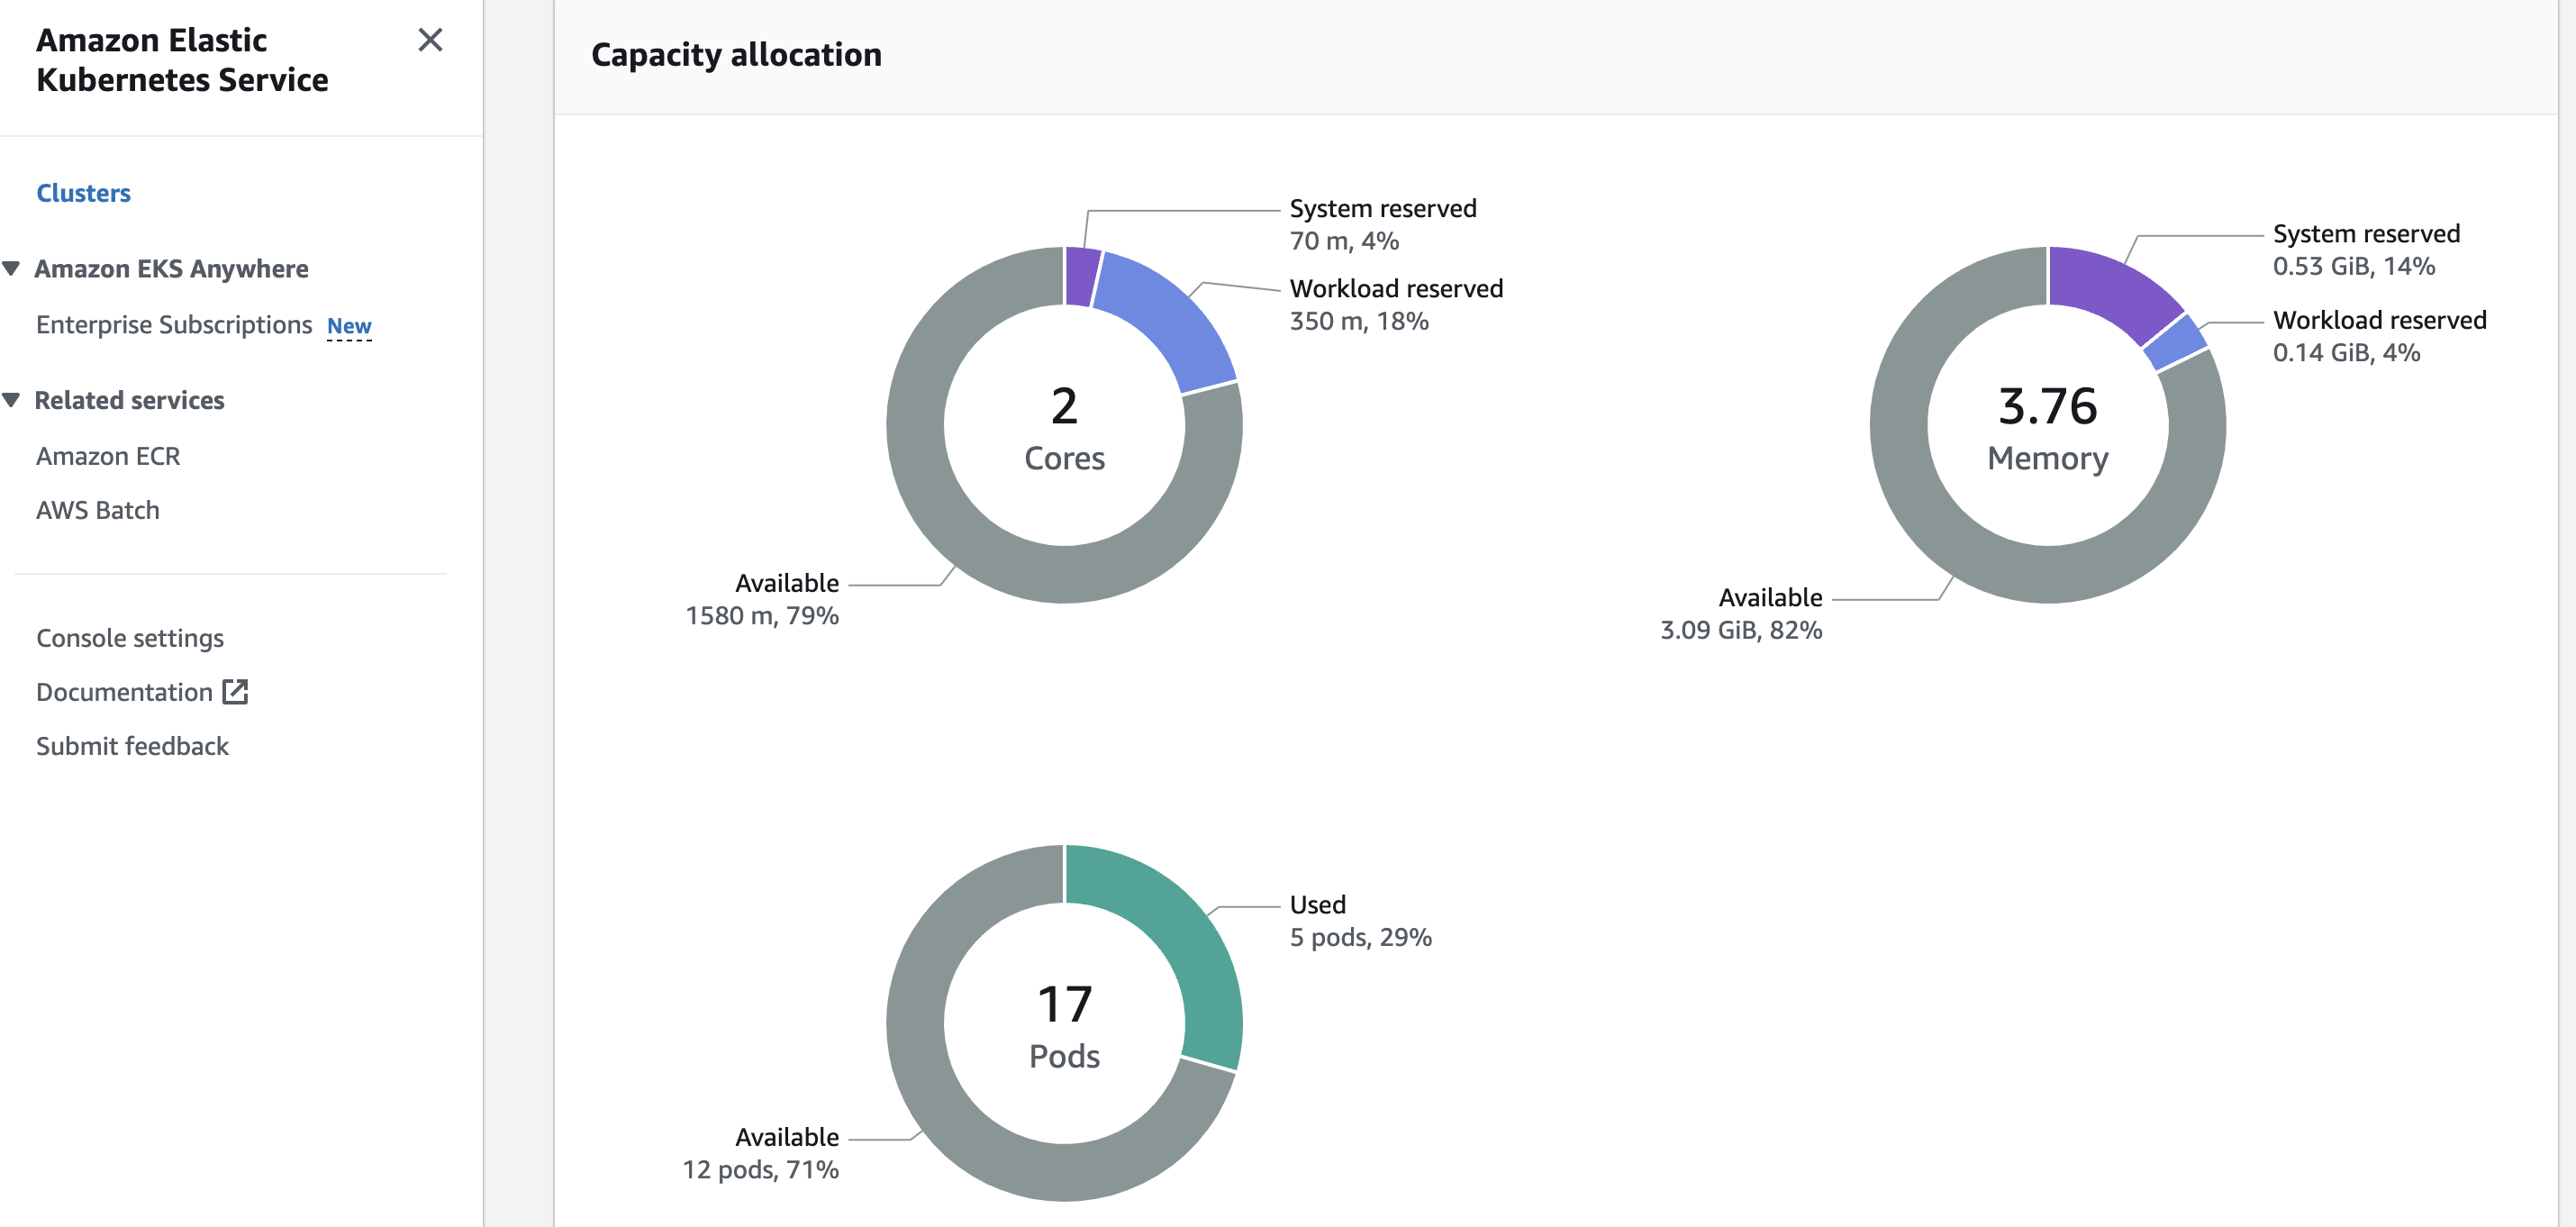 Amazon Elastic
Kubernetes Service
Clusters
Amazon EKS Anywhere
Enterprise Subscriptions New
Related services
Amazon ECR
AWS Batch
Console settings
Documentation
Submit feedback
Capacity allocation
System reserved
70 m, 4%
Workload reserved
350 m, 18%
2
Cores
Available
1580 m, 79%
System reserved
0.53 GiB, 14%
Workload reserved
0.14 GiB, 4%
3.76
Memory
Available
3.09 GiB, 82%
Used
5 pods, 29%
17
Pods
Available
12 pods, 71%